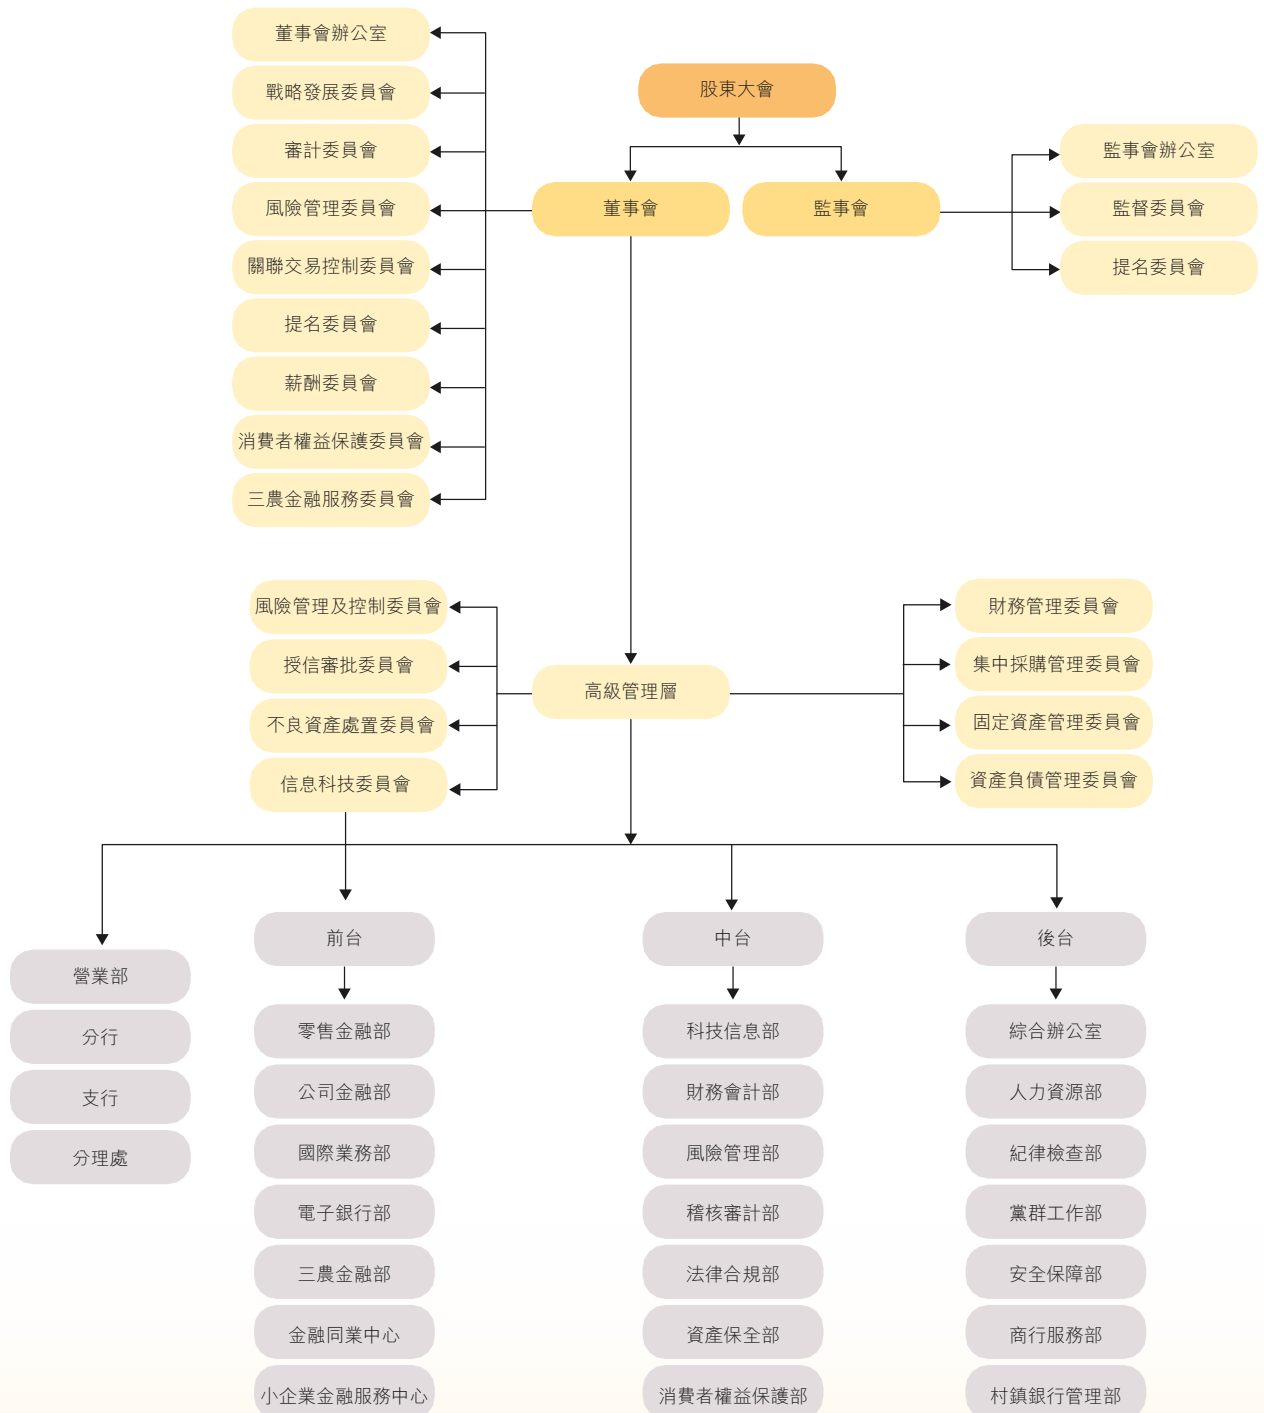 股東大會
董事會
監事會
董事會辦公室
戰略發展委員會
審計委員會
風險管理委員會
關聯交易控制委員會
提名委員會
薪酬委員會
消費者權益保護委員會
三農金融服務委員會
監事會辦公室
監督委員會
提名委員會
高級管理層
風險管理及控制委員會
授信審批委員會
不良資產處置委員會
信息科技委員會
財務管理委員會
集中採購管理委員會
固定資產管理委員會
資產負債管理委員會
營業部
分行
支行
分理處
前台
零售金融部
公司金融部
國際業務部
電子銀行部
三農金融部
金融同業中心
小企業金融服務中心
中台
科技信息部
財務會計部
風險管理部
稽核審計部
法律合規部
資產保全部
消費者權益保護部
後台
綜合辦公室
人力資源部
紀律檢查部
黨群工作部
安全保障部
商行服務部
村鎮銀行管理部